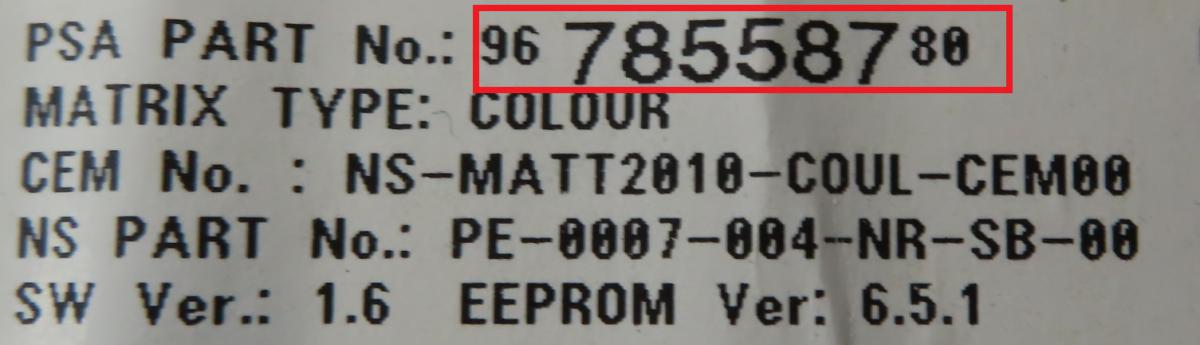 PSA PART No.: 96 785587 80
MATRIX TYPE: COLOUR
CEM No. : NS-MATT2010-COUL-CEM00
NS PART No.: PE-0007-004-NR-SB-00
SW Ver.: 1.6 EEPROM Ver: 6.5.1